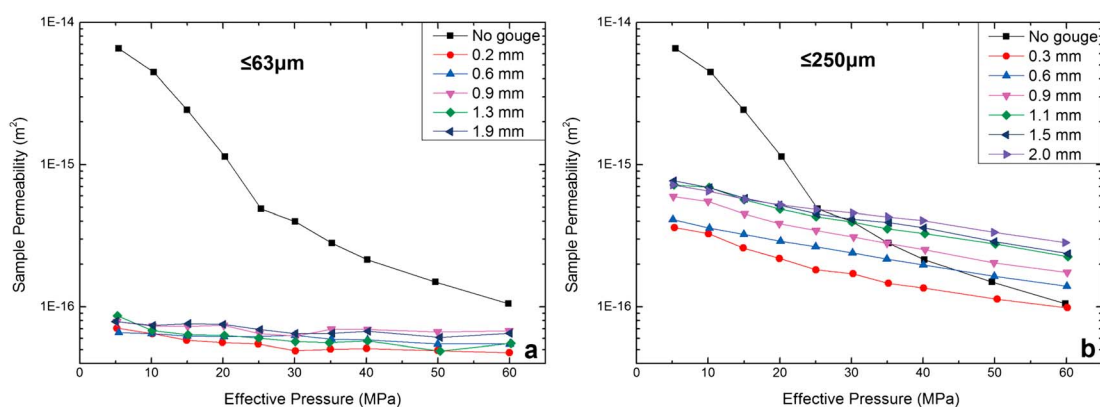 1E-14
1E-15
1E-16
Sample Permeability (m²)
≤63µm
No gouge
0.2 mm
0.6 mm
0.9 mm
1.3 mm
1.9 mm
a
0 10 20 30 40 50 60
Effective Pressure (MPa)
1E-14
1E-15
1E-16
Sample Permeability (m²)
≤250µm
No gouge
0.3 mm
0.6 mm
0.9 mm
1.1 mm
1.5 mm
2.0 mm
b
0 10 20 30 40 50 60
Effective Pressure (MPa)